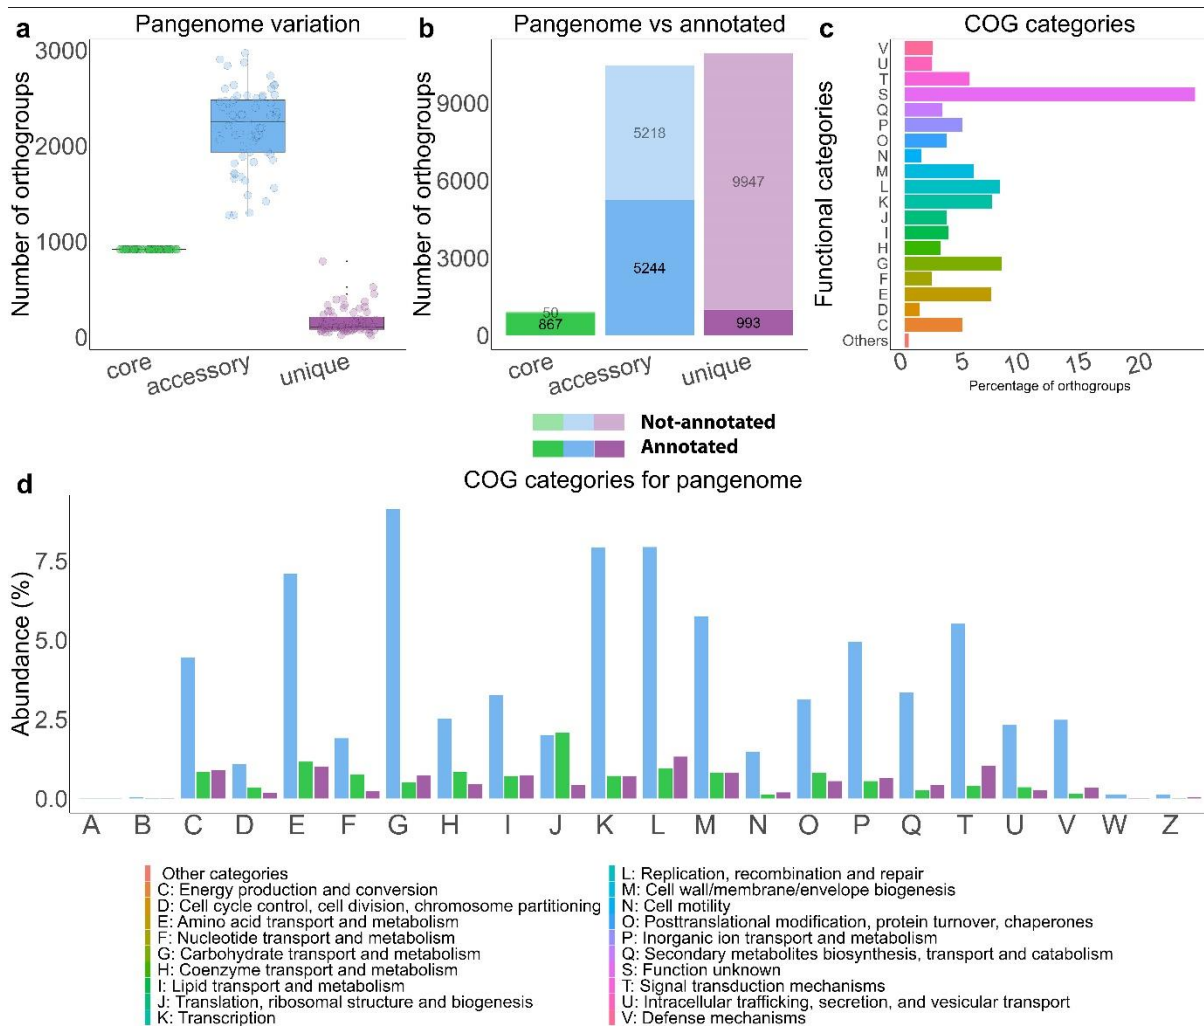 a
Pangenome variation
Number of orthogroups
3000
2000
1000
0
core
accessory
unique
b
Pangenome vs annotated
Number of orthogroups
9000
6000
3000
0
5218
5244
50
867
9947
993
core
accessory
unique
c
COG categories
Functional categories
V
U
T
S
Q
P
O
N
M
L
K
J
I
H
G
F
E
D
C
Others
0
5
10
15
20
Percentage of orthogroups
Not-annotated
Annotated
d
COG categories for pangenome
Abundance (%)
7.5
5.0
2.5
0.0
A B C D E F G H I J K L M N O P Q T U V W Z
Other categories
C: Energy production and conversion
D: Cell cycle control, cell division, chromosome partitioning
E: Amino acid transport and metabolism
F: Nucleotide transport and metabolism
G: Carbohydrate transport and metabolism
H: Coenzyme transport and metabolism
I: Lipid transport and metabolism
J: Translation, ribosomal structure and biogenesis
K: Transcription
L: Replication, recombination and repair
M: Cell wall/membrane/envelope biogenesis
N: Cell motility
O: Posttranslational modification, protein turnover, chaperones
P: Inorganic ion transport and metabolism
Q: Secondary metabolites biosynthesis, transport and catabolism
S: Function unknown
T: Signal transduction mechanisms
U: Intracellular trafficking, secretion, and vesicular transport
V: Defense mechanisms